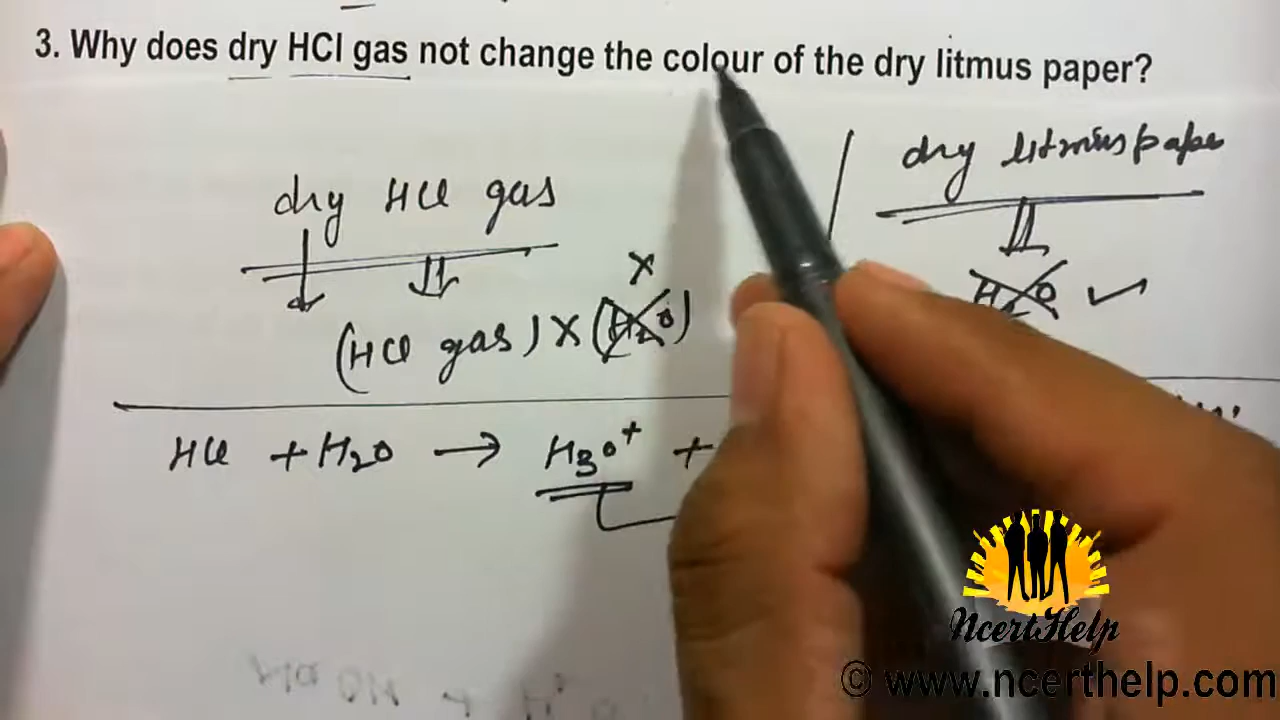 3. Why does dry HCl gas not change the colour of the dry litmus paper?
dry HCl gas
dry litmus paper
H2O ✓
X
(HCl gas) X (H2O)
HCl + H2O → H3O+ +
NcertHelp
© www.ncerthelp.com